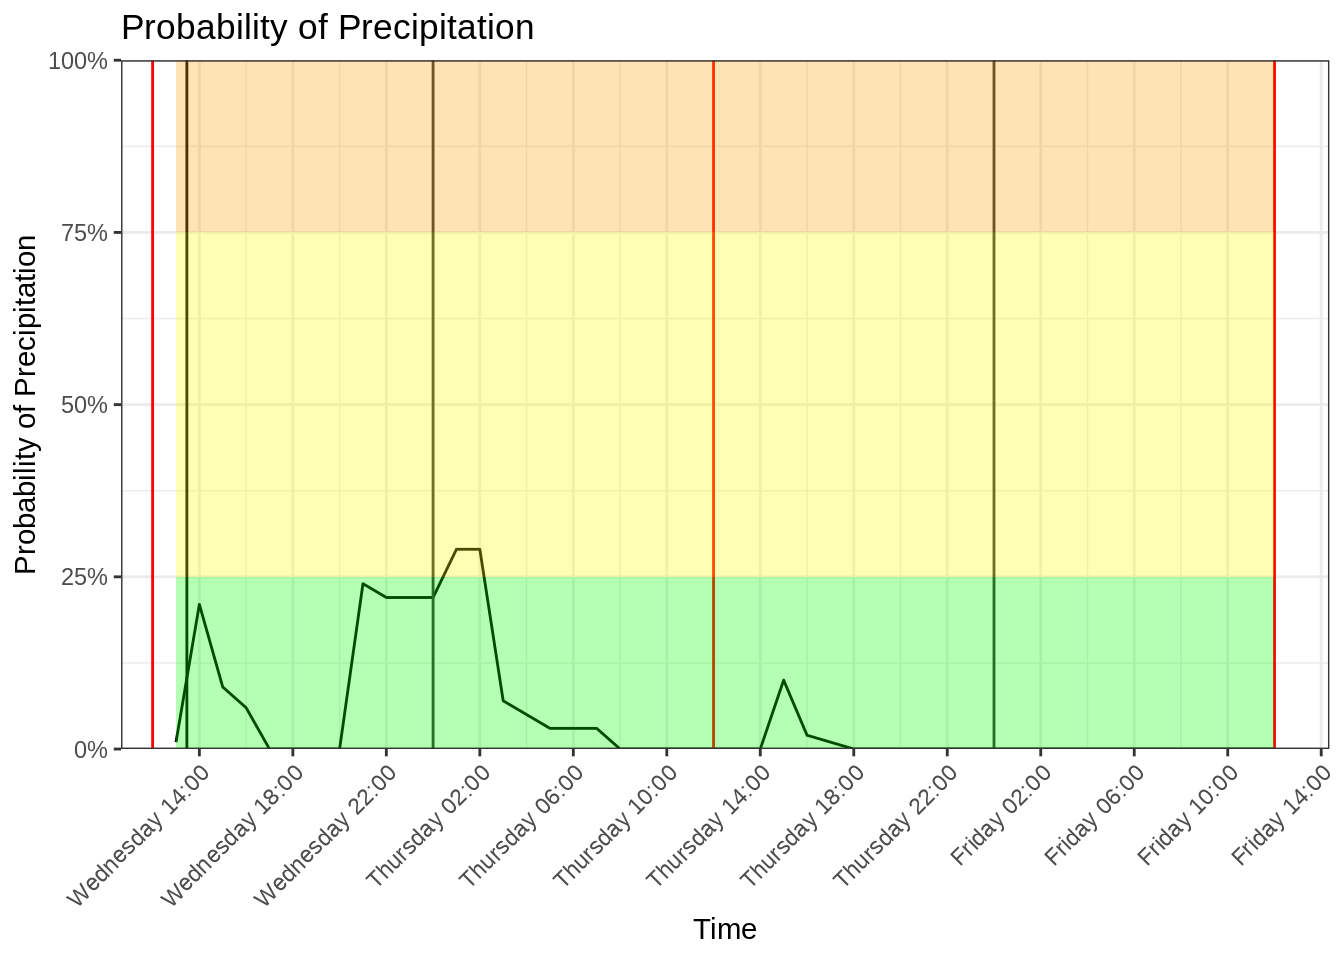 Probability of Precipitation
Probability of Precipitation
100%
75%
50%
25%
0%
Wednesday 14:00
Wednesday 18:00
Wednesday 22:00
Thursday 02:00
Thursday 06:00
Thursday 10:00
Thursday 14:00
Thursday 18:00
Thursday 22:00
Friday 02:00
Friday 06:00
Friday 10:00
Friday 14:00
Time